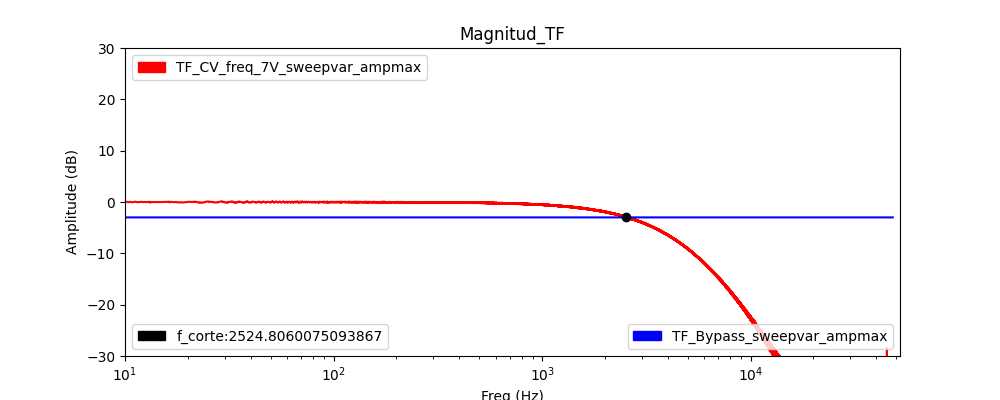 Magnitud_TF
TF_CV_freq_7V_sweepvar_ampmax
30
20
10
0
−10
−20
−30
Amplitude (dB)
f_corte:2524.8060075093867
TF_Bypass_sweepvar_ampmax
10¹
10²
10³
10⁴
Freq (Hz)